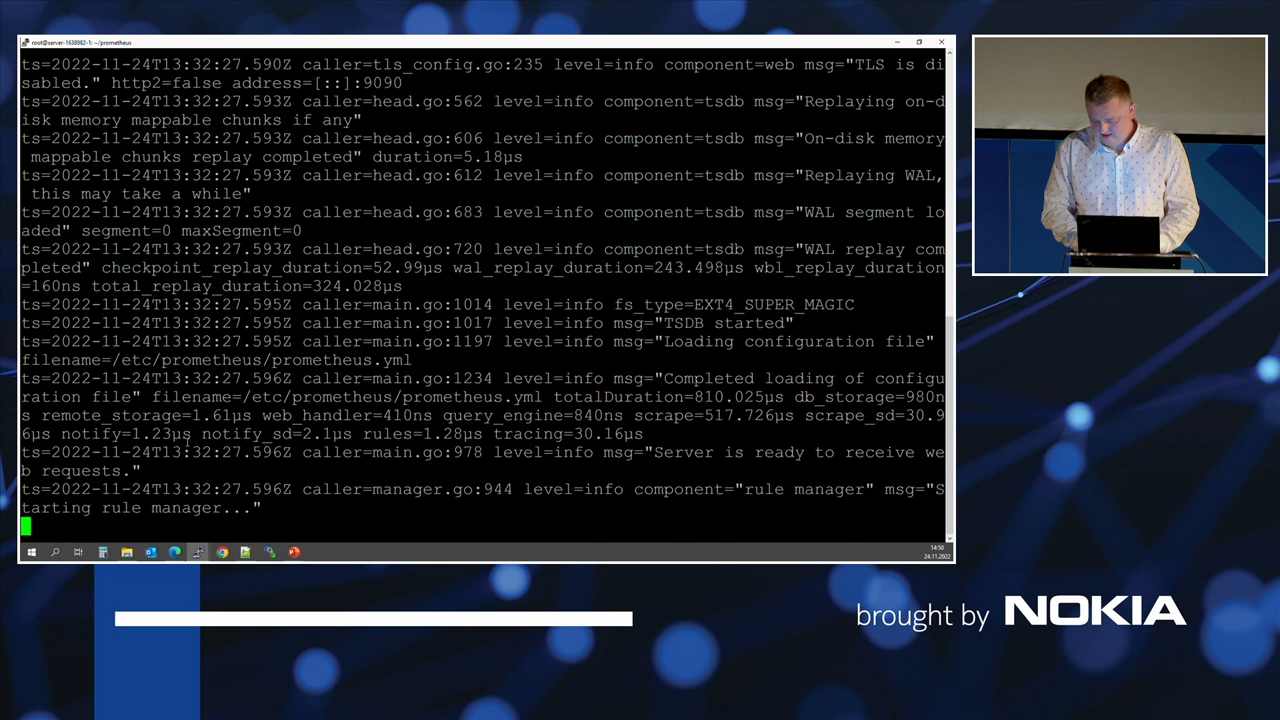 root@server-1638982-1: ~/prometheus
ts=2022-11-24T13:32:27.590Z caller=tls_config.go:235 level=info component=web msg="TLS is di
sabled." http2=false address=[::]:9090
ts=2022-11-24T13:32:27.593Z caller=head.go:562 level=info component=tsdb msg="Replaying on-d
isk memory mappable chunks if any"
ts=2022-11-24T13:32:27.593Z caller=head.go:606 level=info component=tsdb msg="On-disk memory
 mappable chunks replay completed" duration=5.18µs
ts=2022-11-24T13:32:27.593Z caller=head.go:612 level=info component=tsdb msg="Replaying WAL,
 this may take a while"
ts=2022-11-24T13:32:27.593Z caller=head.go:683 level=info component=tsdb msg="WAL segment lo
aded" segment=0 maxSegment=0
ts=2022-11-24T13:32:27.593Z caller=head.go:720 level=info component=tsdb msg="WAL replay com
pleted" checkpoint_replay_duration=52.99µs wal_replay_duration=243.498µs wbl_replay_duration
=160ns total_replay_duration=324.028µs
ts=2022-11-24T13:32:27.595Z caller=main.go:1014 level=info fs_type=EXT4_SUPER_MAGIC
ts=2022-11-24T13:32:27.595Z caller=main.go:1017 level=info msg="TSDB started"
ts=2022-11-24T13:32:27.595Z caller=main.go:1197 level=info msg="Loading configuration file"
filename=/etc/prometheus/prometheus.yml
ts=2022-11-24T13:32:27.596Z caller=main.go:1234 level=info msg="Completed loading of configu
ration file" filename=/etc/prometheus/prometheus.yml totalDuration=810.025µs db_storage=980n
s remote_storage=1.61µs web_handler=410ns query_engine=840ns scrape=517.726µs scrape_sd=30.9
6µs notify=1.23µs notify_sd=2.1µs rules=1.28µs tracing=30.16µs
ts=2022-11-24T13:32:27.596Z caller=main.go:978 level=info msg="Server is ready to receive we
b requests."
ts=2022-11-24T13:32:27.596Z caller=manager.go:944 level=info component="rule manager" msg="S
tarting rule manager..."
14:50
24.11.2022
brought by NOKIA